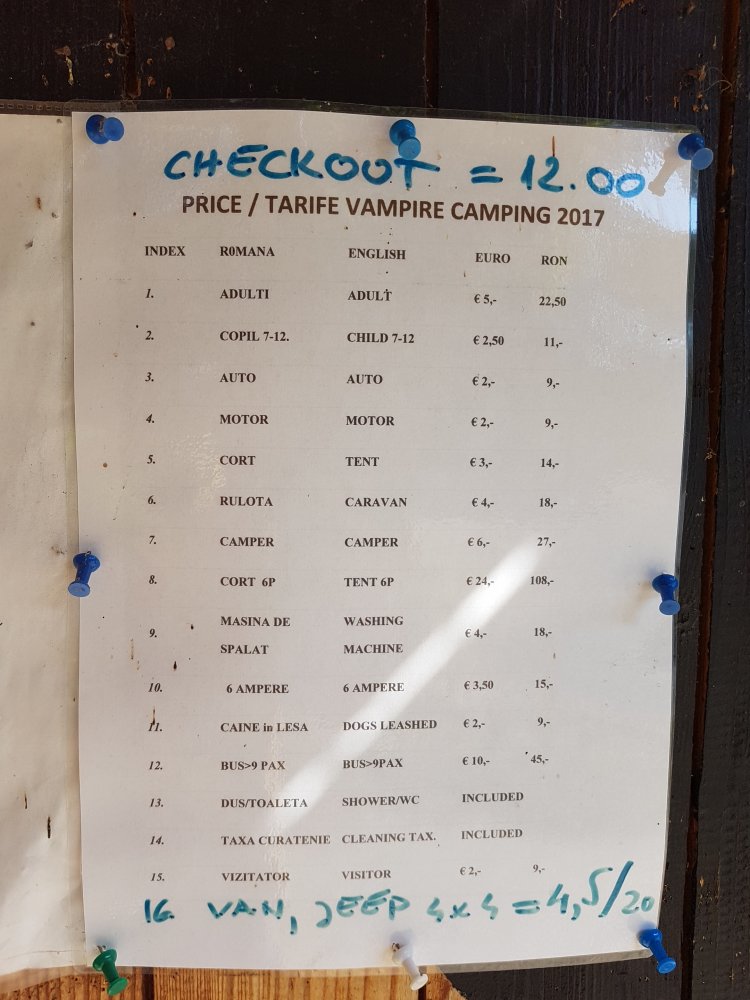 CHECKOUT = 12.00
PRICE / TARIFE VAMPIRE CAMPING 2017
INDEX R0MANA ENGLISH EURO RON
1. ADULTI ADULT € 5,- 22,50
2. COPIL 7-12. CHILD 7-12 € 2,50 11,-
3. AUTO AUTO € 2,- 9,-
4. MOTOR MOTOR € 2,- 9,-
5. CORT TENT € 3,- 14,-
6. RULOTA CARAVAN € 4,- 18,-
7. CAMPER CAMPER € 6,- 27,-
8. CORT 6P TENT 6P € 24,- 108,-
9. MASINA DE SPALAT WASHING MACHINE € 4,- 18,-
10. 6 AMPERE 6 AMPERE € 3,50 15,-
11. CAINE in LESA DOGS LEASHED € 2,- 9,-
12. BUS>9 PAX BUS>9PAX € 10,- 45,-
13. DUS/TOALETA SHOWER/WC INCLUDED
14. TAXA CURATENIE CLEANING TAX. INCLUDED
15. VIZITATOR VISITOR € 2,- 9,-
16 VAN, JEEP 4x4 = 4,5/20